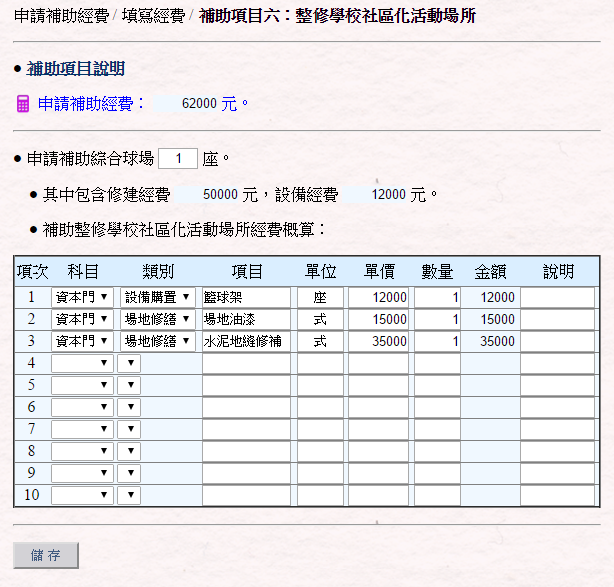 申請補助經費 / 填寫經費 / 補助項目六：整修學校社區化活動場所
● 補助項目說明
申請補助經費： 62000 元。
● 申請補助綜合球場 1 座。
● 其中包含修建經費 50000 元，設備經費 12000 元。
● 補助整修學校社區化活動場所經費概算：
項次 科目 類別 項目 單位 單價 數量 金額 說明
1 資本門 ▼ 設備購置 ▼ 籃球架 座 12000 1 12000
2 資本門 ▼ 場地修繕 ▼ 場地油漆 式 15000 1 15000
3 資本門 ▼ 場地修繕 ▼ 水泥地縫修補 式 35000 1 35000
4 ▼ ▼
5 ▼ ▼
6 ▼ ▼
7 ▼ ▼
8 ▼ ▼
9 ▼ ▼
10 ▼ ▼
儲存